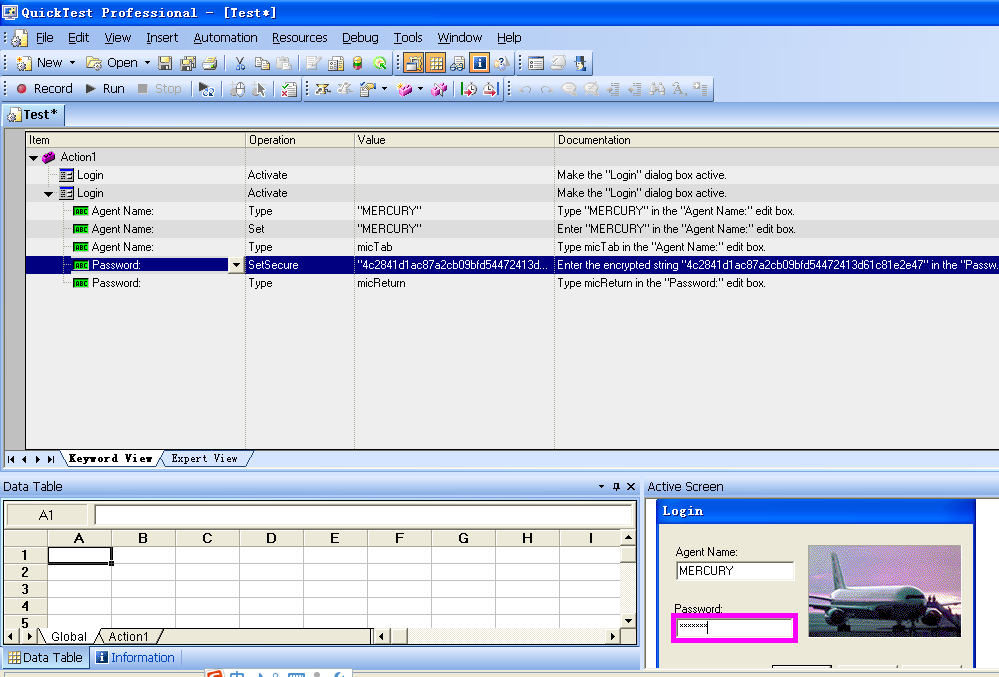 QuickTest Professional - [Test*]
File Edit View Insert Automation Resources Debug Tools Window Help
New Open
Record Run Stop
Test*
Item Operation Value Documentation
Action1
Login Activate Make the "Login" dialog box active.
Login Activate Make the "Login" dialog box active.
ABC Agent Name: Type "MERCURY" Type "MERCURY" in the "Agent Name:" edit box.
ABC Agent Name: Set "MERCURY" Enter "MERCURY" in the "Agent Name:" edit box.
ABC Agent Name: Type micTab Type micTab in the "Agent Name:" edit box.
ABC Password: SetSecure "4c2841d1ac87a2cb09bfd54472413d... Enter the encrypted string "4c2841d1ac87a2cb09bfd54472413d61c81e2e47" in the "Passw.
ABC Password: Type micReturn Type micReturn in the "Password:" edit box.
Keyword View Expert View
Data Table Active Screen
A1
A B C D E F G H I
1
2
3
4
5
Global Action1
Data Table Information
Login
Agent Name:
MERCURY
Password:
*******